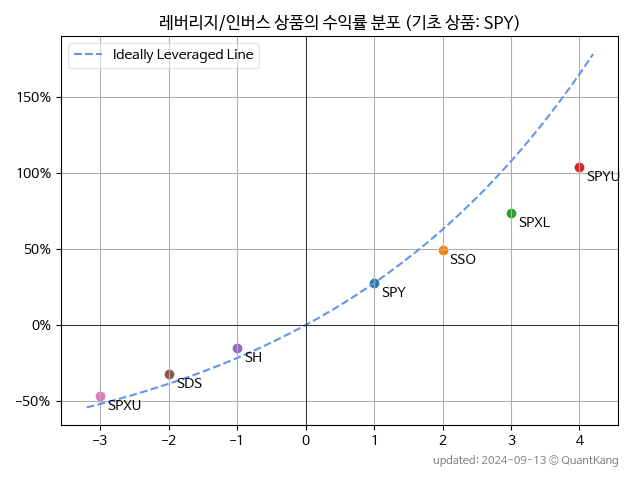 레버리지/인버스 상품의 수익률 분포 (기초 상품: SPY)
Ideally Leveraged Line
150%
100%
50%
0%
−50%
SPYU
SPXL
SSO
SPY
SH
SDS
SPXU
−3 −2 −1 0 1 2 3 4
updated: 2024-09-13 © QuantKang